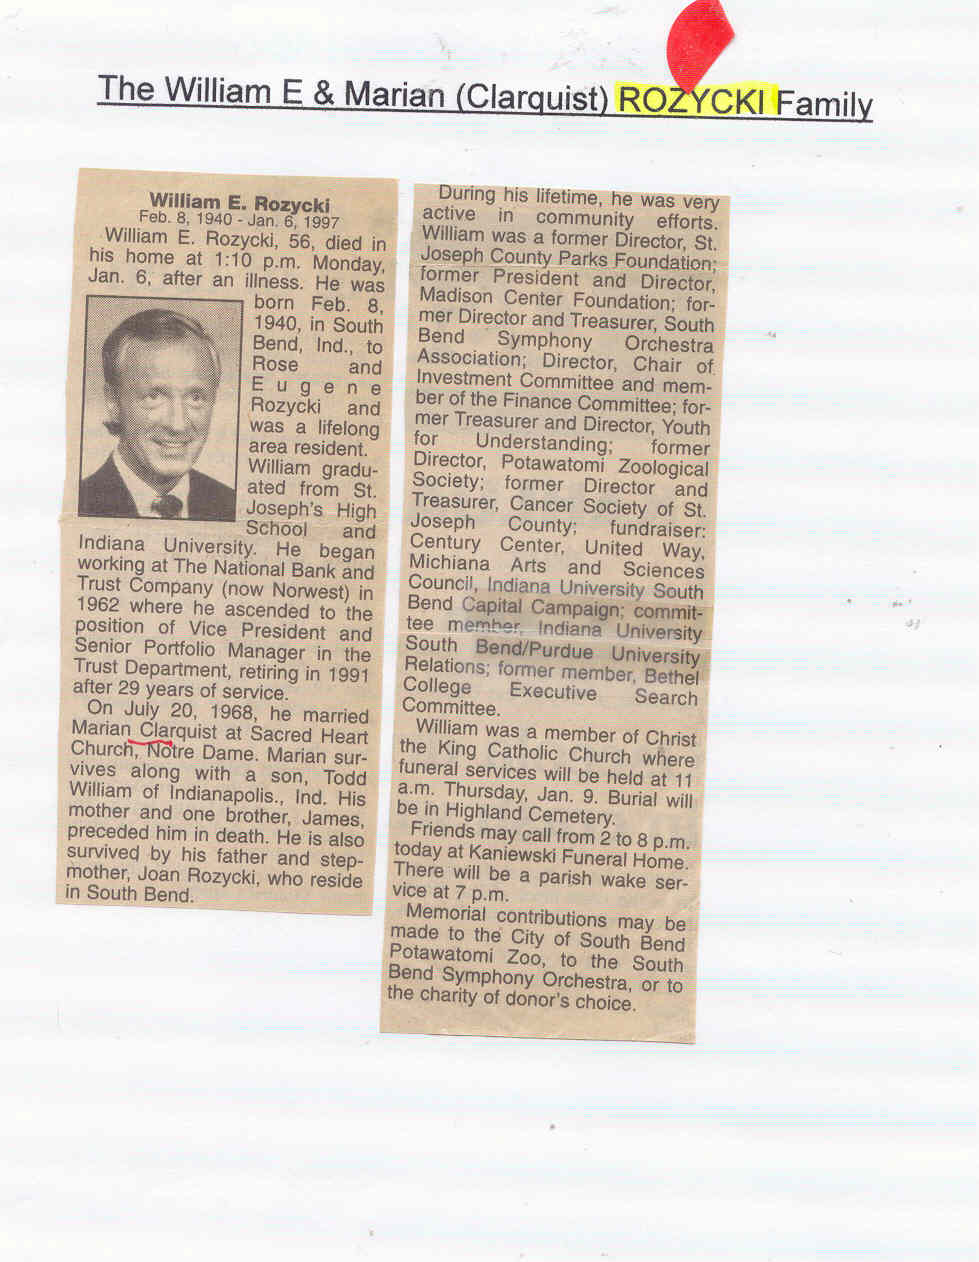 The William E & Marian (Clarquist) ROZYCKI Family
William E. Rozycki
Feb. 8, 1940 - Jan. 6, 1997
William E. Rozycki, 56, died in
his home at 1:10 p.m. Monday,
Jan. 6, after an illness. He was
born Feb. 8,
1940, in South
Bend, Ind., to
Rose and
Eugene
Rozycki and
was a lifelong
area resident.
William gradu-
ated from St.
Joseph's High
School and
Indiana University. He began
working at The National Bank and
Trust Company (now Norwest) in
1962 where he ascended to the
position of Vice President and
Senior Portfolio Manager in the
Trust Department, retiring in 1991
after 29 years of service.
On July 20, 1968, he married
Marian Clarquist at Sacred Heart
Church, Notre Dame. Marian sur-
vives along with a son, Todd
William of Indianapolis., Ind. His
mother and one brother, James,
preceded him in death. He is also
survived by his father and step-
mother, Joan Rozycki, who reside
in South Bend.
During his lifetime, he was very
active in community efforts.
William was a former Director, St.
Joseph County Parks Foundation;
former President and Director,
Madison Center Foundation; for-
mer Director and Treasurer, South
Bend Symphony Orchestra
Association; Director, Chair of
Investment Committee and mem-
ber of the Finance Committee; for-
mer Treasurer and Director, Youth
for Understanding; former
Director, Potawatomi Zoological
Society; former Director and
Treasurer, Cancer Society of St.
Joseph County; fundraiser:
Century Center, United Way,
Michiana Arts and Sciences
Council, Indiana University South
Bend Capital Campaign; commit-
tee member, Indiana University
South Bend/Purdue University
Relations; former member, Bethel
College Executive Search
Committee.
William was a member of Christ
the King Catholic Church where
funeral services will be held at 11
a.m. Thursday, Jan. 9. Burial will
be in Highland Cemetery.
Friends may call from 2 to 8 p.m.
today at Kaniewski Funeral Home.
There will be a parish wake ser-
vice at 7 p.m.
Memorial contributions may be
made to the City of South Bend
Potawatomi Zoo, to the South
Bend Symphony Orchestra, or to
the charity of donor's choice.